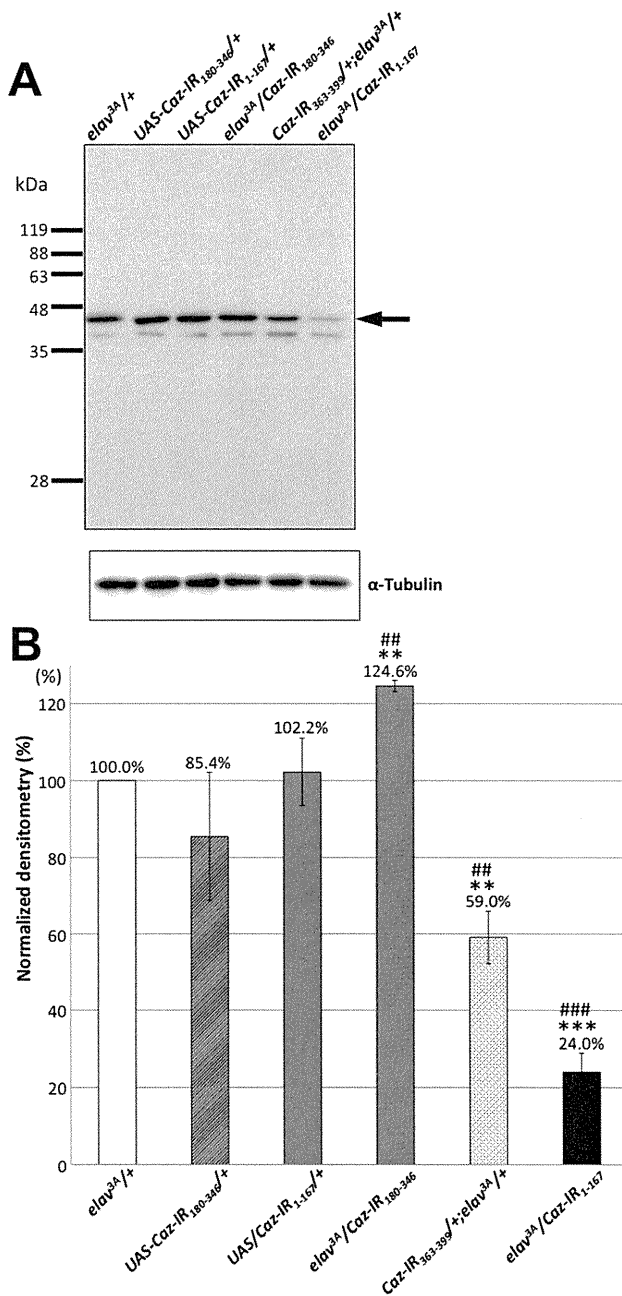 A
elav3A/+
UAS-Caz-IR180-346/+
UAS-Caz-IR1-167/+
elav3A/Caz-IR180-346
Caz-IR363-399/+;elav3A/+
elav3A/Caz-IR1-167
kDa
119
88
63
48
35
28
α-Tubulin
B
(%)
Normalized densitometry (%)
120
100
80
60
40
20
0
100.0%
85.4%
102.2%
##
**
124.6%
##
**
59.0%
###
***
24.0%
elav3A/+
UAS-Caz-IR180-346/+
UAS/Caz-IR1-167/+
elav3A/Caz-IR180-346
Caz-IR363-399/+;elav3A/+
elav3A/Caz-IR1-167